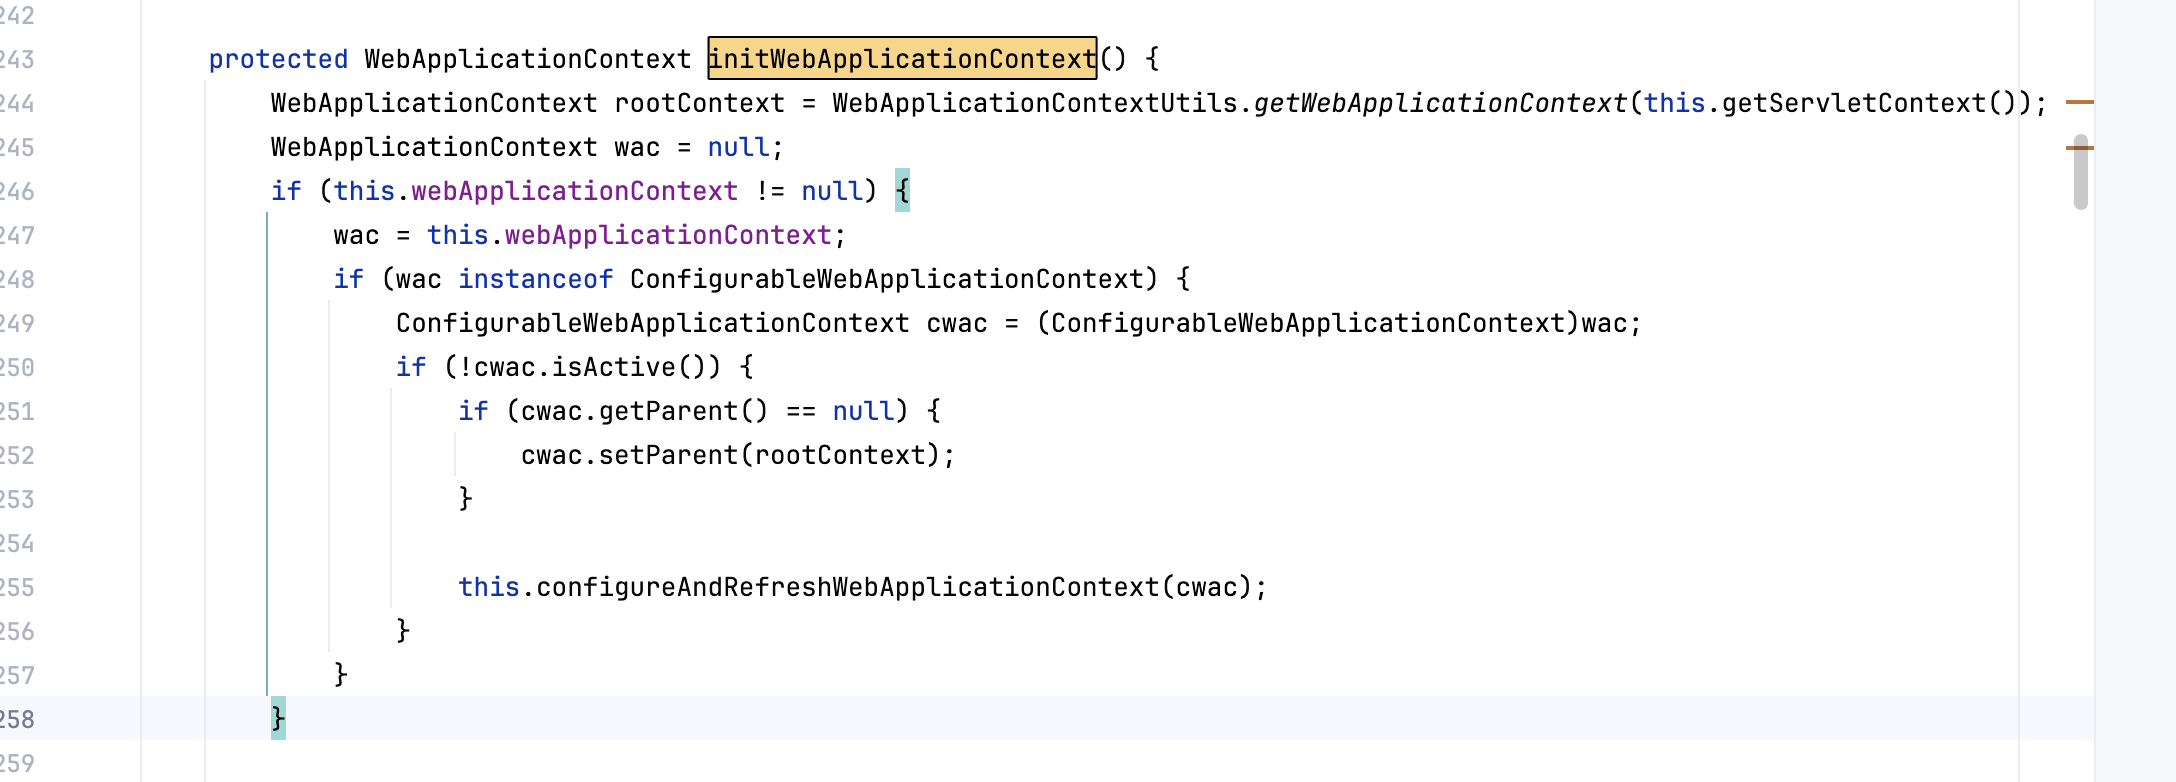 242
243 protected WebApplicationContext initWebApplicationContext() {
244 WebApplicationContext rootContext = WebApplicationContextUtils.getWebApplicationContext(this.getServletContext());
245 WebApplicationContext wac = null;
246 if (this.webApplicationContext != null) {
247 wac = this.webApplicationContext;
248 if (wac instanceof ConfigurableWebApplicationContext) {
249 ConfigurableWebApplicationContext cwac = (ConfigurableWebApplicationContext)wac;
250 if (!cwac.isActive()) {
251 if (cwac.getParent() == null) {
252 cwac.setParent(rootContext);
253 }
254
255 this.configureAndRefreshWebApplicationContext(cwac);
256 }
257 }
258 }
259